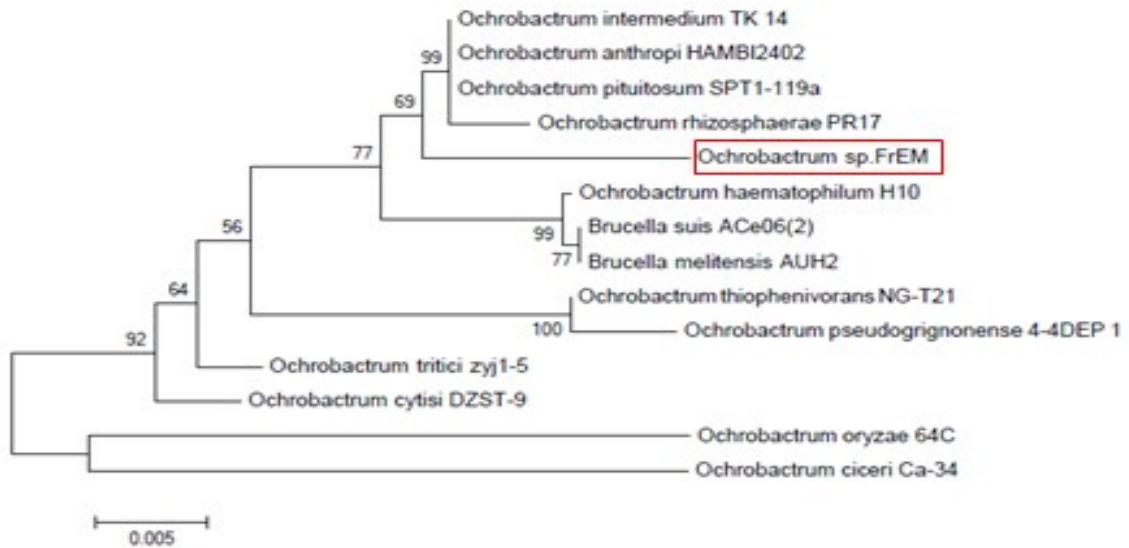 Ochrobactrum intermedium TK 14
99
Ochrobactrum anthropi HAMBI2402
Ochrobactrum pituitosum SPT1-119a
69
Ochrobactrum rhizosphaerae PR17
77
Ochrobactrum sp.FrEM
Ochrobactrum haematophilum H10
56
Brucella suis ACe06(2)
99
77
Brucella melitensis AUH2
64
Ochrobactrum thiophenivorans NG-T21
100
Ochrobactrum pseudogrignonense 4-4DEP 1
92
Ochrobactrum tritici zyj1-5
Ochrobactrum cytisi DZST-9
Ochrobactrum oryzae 64C
Ochrobactrum ciceri Ca-34
0.005